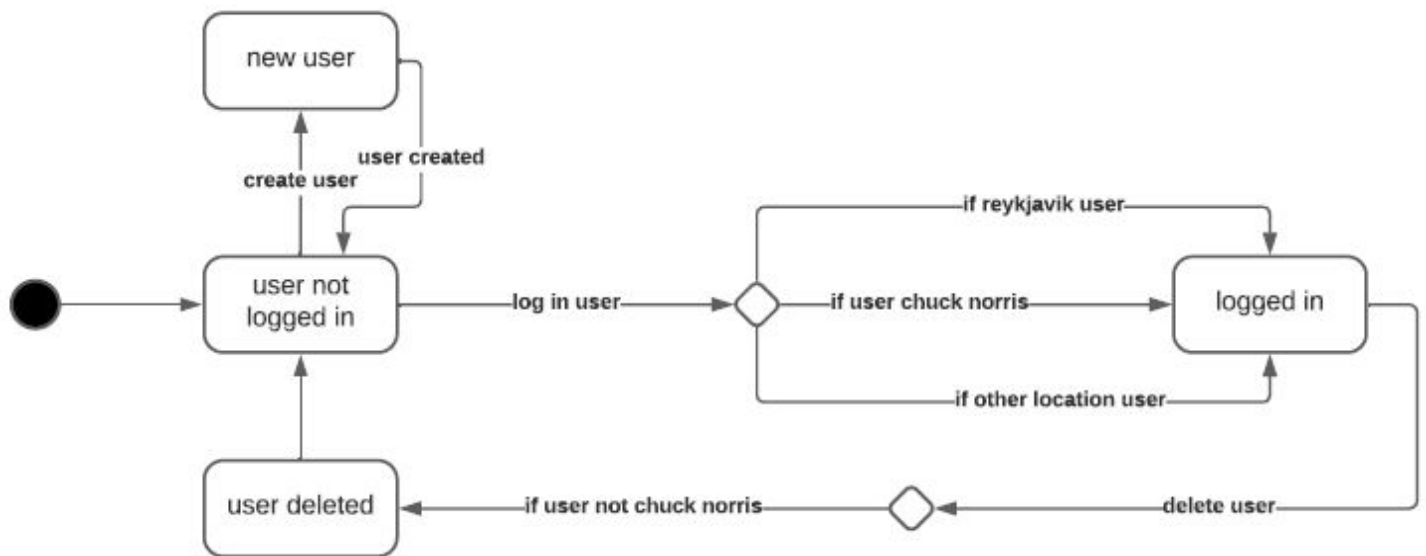 new user
user created
create user
if reykjavik user
user not
logged in
log in user
if user chuck norris
logged in
if other location user
user deleted
if user not chuck norris
delete user